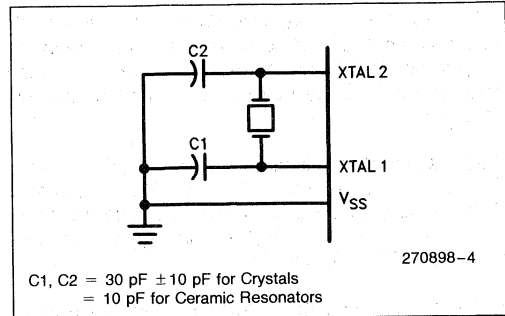 C2
XTAL 2
C1
XTAL 1
VSS
270898–4
C1, C2 = 30 pF ±10 pF for Crystals
= 10 pF for Ceramic Resonators